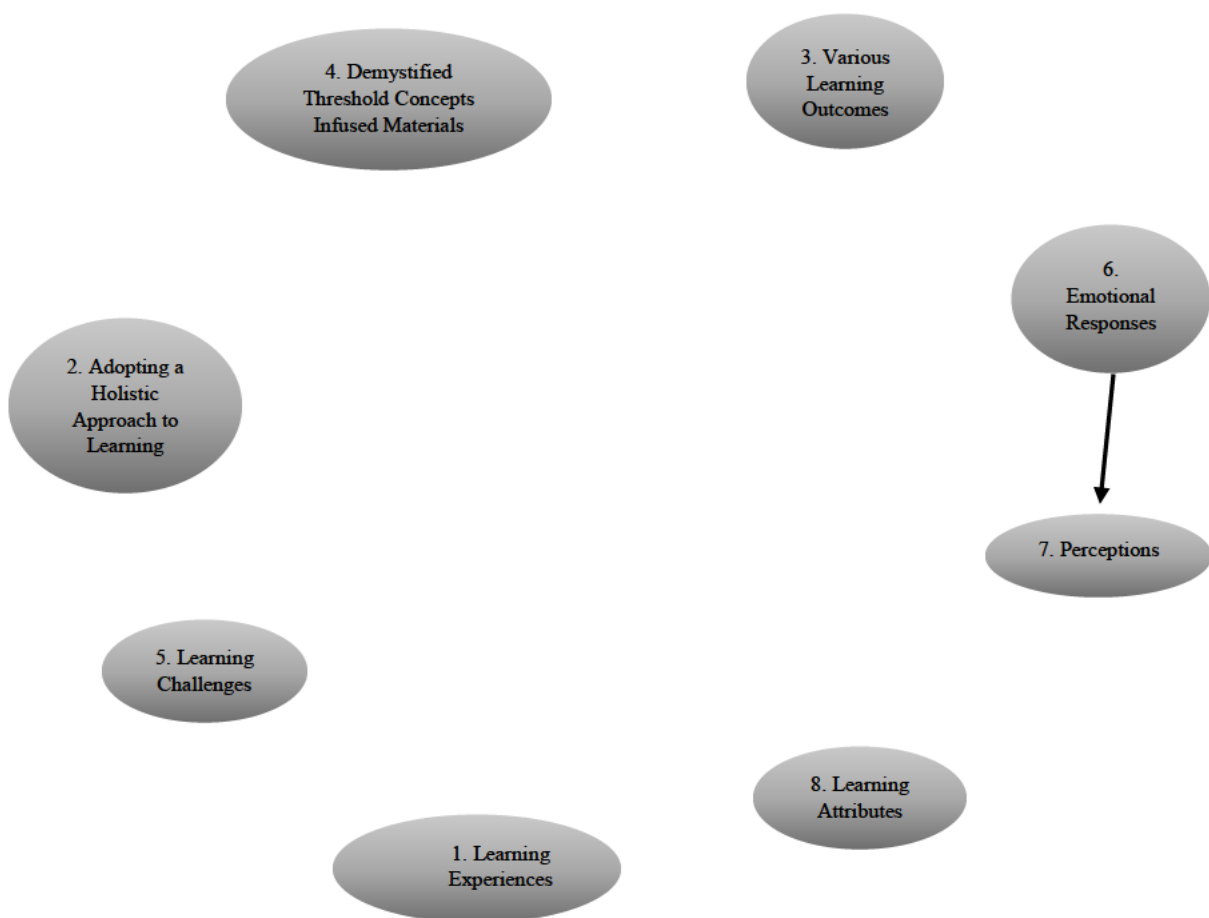 4. Demystified
Threshold Concepts
Infused Materials
3. Various
Learning
Outcomes
6.
Emotional
Responses
2. Adopting a
Holistic
Approach to
Learning
7. Perceptions
5. Learning
Challenges
8. Learning
Attributes
1. Learning
Experiences